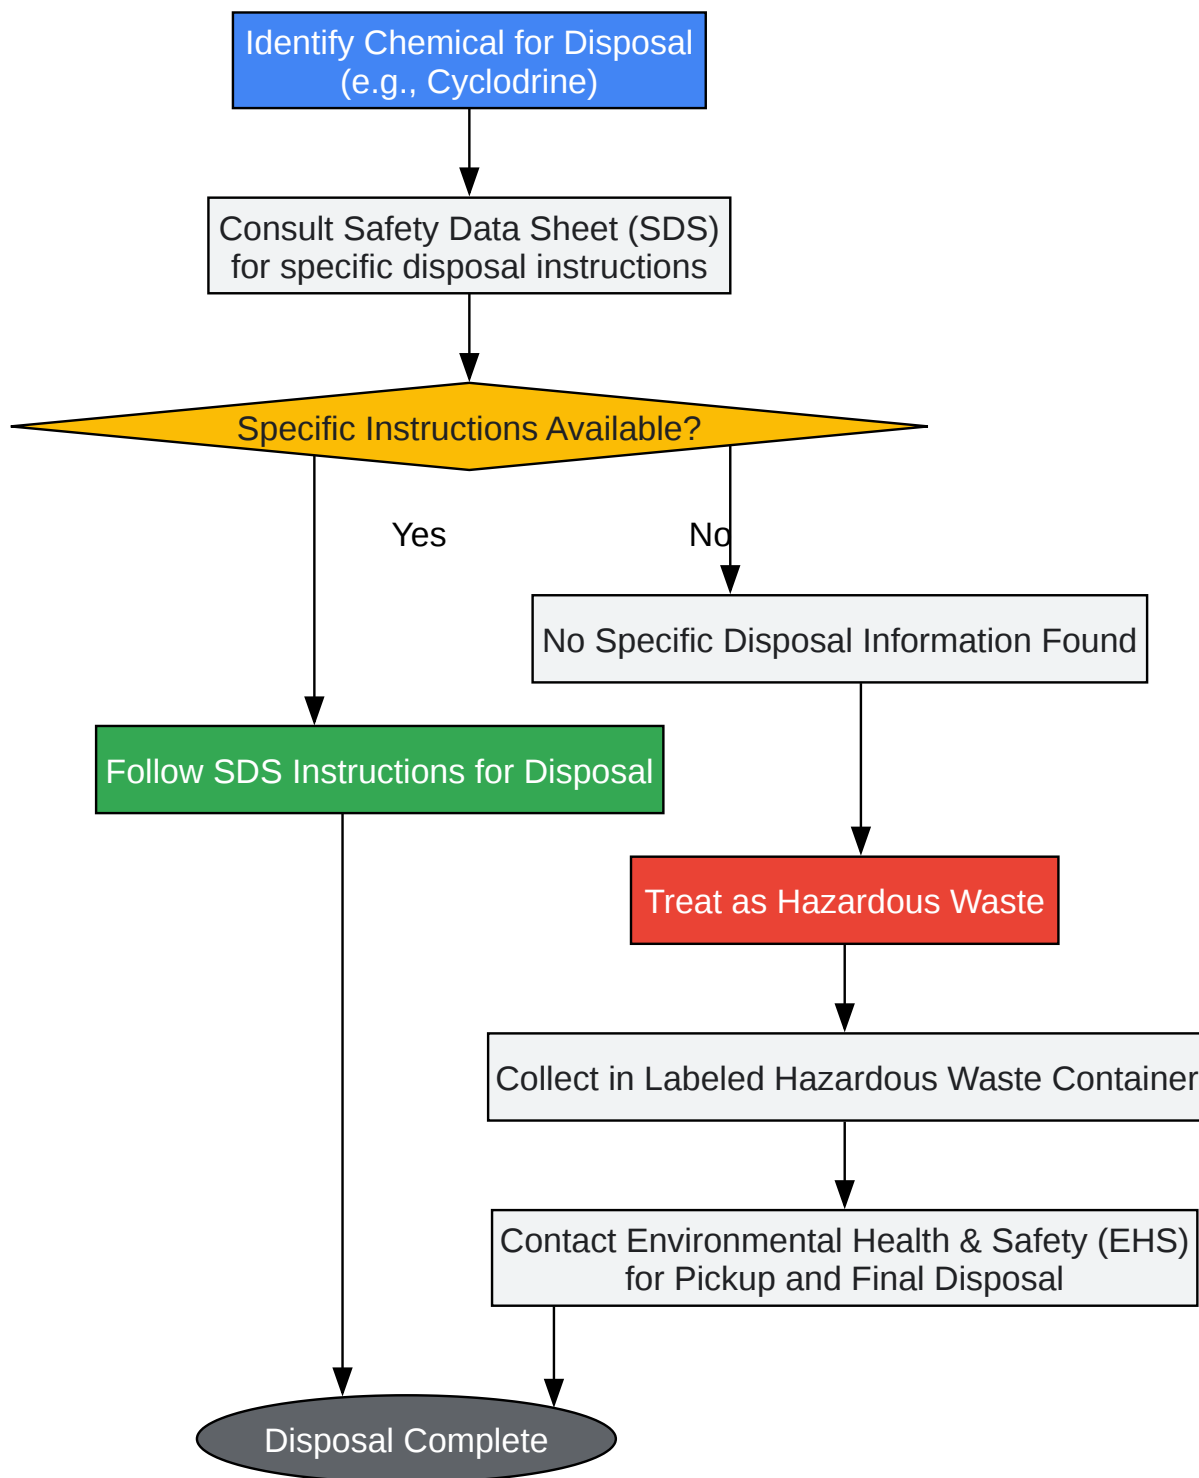 Identify Chemical for Disposal
(e.g., Cyclodrine)
Consult Safety Data Sheet (SDS)
for specific disposal instructions
Specific Instructions Available?
Yes
No
No Specific Disposal Information Found
Follow SDS Instructions for Disposal
Treat as Hazardous Waste
Collect in Labeled Hazardous Waste Container
Contact Environmental Health & Safety (EHS)
for Pickup and Final Disposal
Disposal Complete